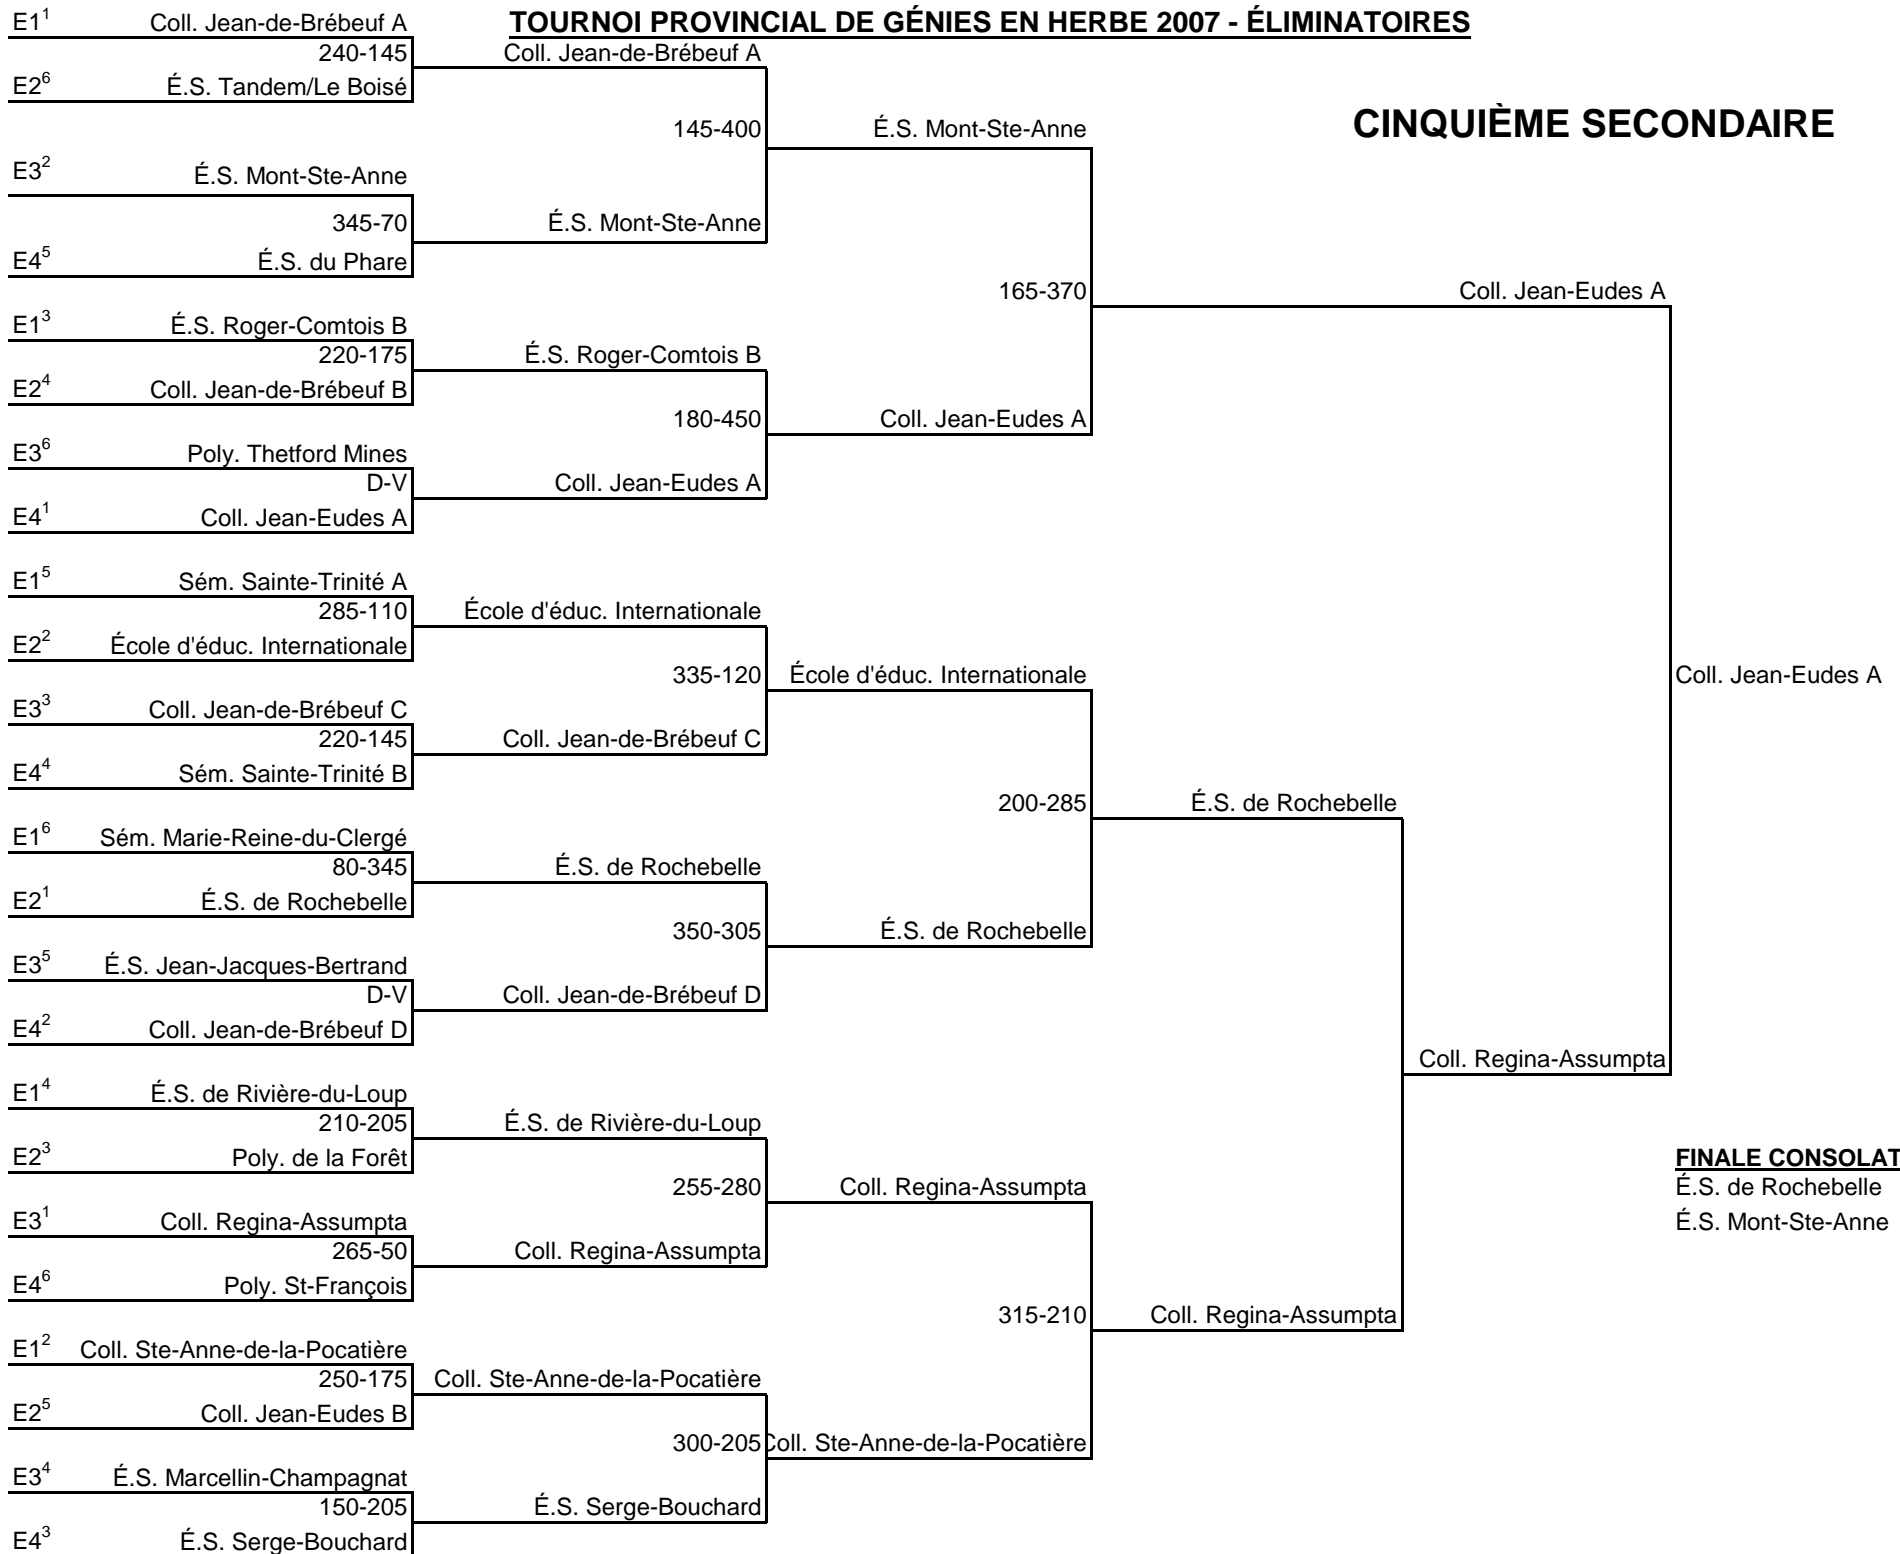 TOURNOI PROVINCIAL DE GÉNIES EN HERBE 2007 - ÉLIMINATOIRES
CINQUIÈME SECONDAIRE
E1¹ Coll. Jean-de-Brébeuf A
240-145
E2⁶ É.S. Tandem/Le Boisé
E3² É.S. Mont-Ste-Anne
345-70
E4⁵ É.S. du Phare
E1³ É.S. Roger-Comtois B
220-175
E2⁴ Coll. Jean-de-Brébeuf B
E3⁶ Poly. Thetford Mines
D-V
E4¹ Coll. Jean-Eudes A
E1⁵ Sém. Sainte-Trinité A
285-110
E2² École d'éduc. Internationale
E3³ Coll. Jean-de-Brébeuf C
220-145
E4⁴ Sém. Sainte-Trinité B
E1⁶ Sém. Marie-Reine-du-Clergé
80-345
E2¹ É.S. de Rochebelle
E3⁵ É.S. Jean-Jacques-Bertrand
D-V
E4² Coll. Jean-de-Brébeuf D
E1⁴ É.S. de Rivière-du-Loup
210-205
E2³ Poly. de la Forêt
E3¹ Coll. Regina-Assumpta
265-50
E4⁶ Poly. St-François
E1² Coll. Ste-Anne-de-la-Pocatière
250-175
E2⁵ Coll. Jean-Eudes B
E3⁴ É.S. Marcellin-Champagnat
150-205
E4³ É.S. Serge-Bouchard
Coll. Jean-de-Brébeuf A
145-400
É.S. Mont-Ste-Anne
É.S. Roger-Comtois B
180-450
Coll. Jean-Eudes A
École d'éduc. Internationale
335-120
Coll. Jean-de-Brébeuf C
É.S. de Rochebelle
350-305
Coll. Jean-de-Brébeuf D
É.S. de Rivière-du-Loup
255-280
Coll. Regina-Assumpta
Coll. Ste-Anne-de-la-Pocatière
300-205
É.S. Serge-Bouchard
É.S. Mont-Ste-Anne
165-370
Coll. Jean-Eudes A
École d'éduc. Internationale
200-285
É.S. de Rochebelle
Coll. Regina-Assumpta
315-210
Coll. Ste-Anne-de-la-Pocatière
É.S. de Rochebelle
Coll. Regina-Assumpta
Coll. Jean-Eudes A
Coll. Regina-Assumpta
Coll. Jean-Eudes A
FINALE CONSOLAT
É.S. de Rochebelle
É.S. Mont-Ste-Anne